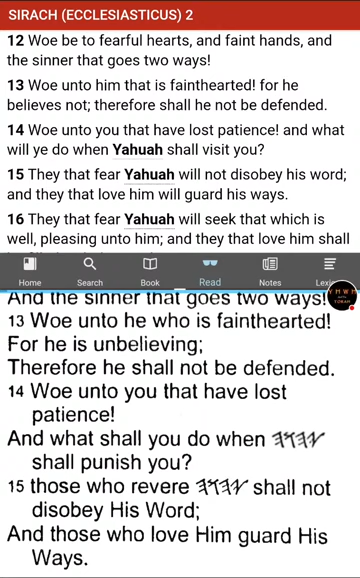 SIRACH (ECCLESIASTICUS) 2
12 Woe be to fearful hearts, and faint hands, and
the sinner that goes two ways!
13 Woe unto him that is fainthearted! for he
believes not; therefore shall he not be defended.
14 Woe unto you that have lost patience! and what
will ye do when Yahuah shall visit you?
15 They that fear Yahuah will not disobey his word;
and they that love him will guard his ways.
16 They that fear Yahuah will seek that which is
well, pleasing unto him; and they that love him shall
Home Search Book Read Notes Lexi
And the sinner that goes two ways!
13 Woe unto he who is fainthearted!
For he is unbelieving;
Therefore he shall not be defended.
14 Woe unto you that have lost
patience!
And what shall you do when 𐤉𐤄𐤅𐤄
shall punish you?
15 those who revere 𐤉𐤄𐤅𐤄 shall not
disobey His Word;
And those who love Him guard His
Ways.